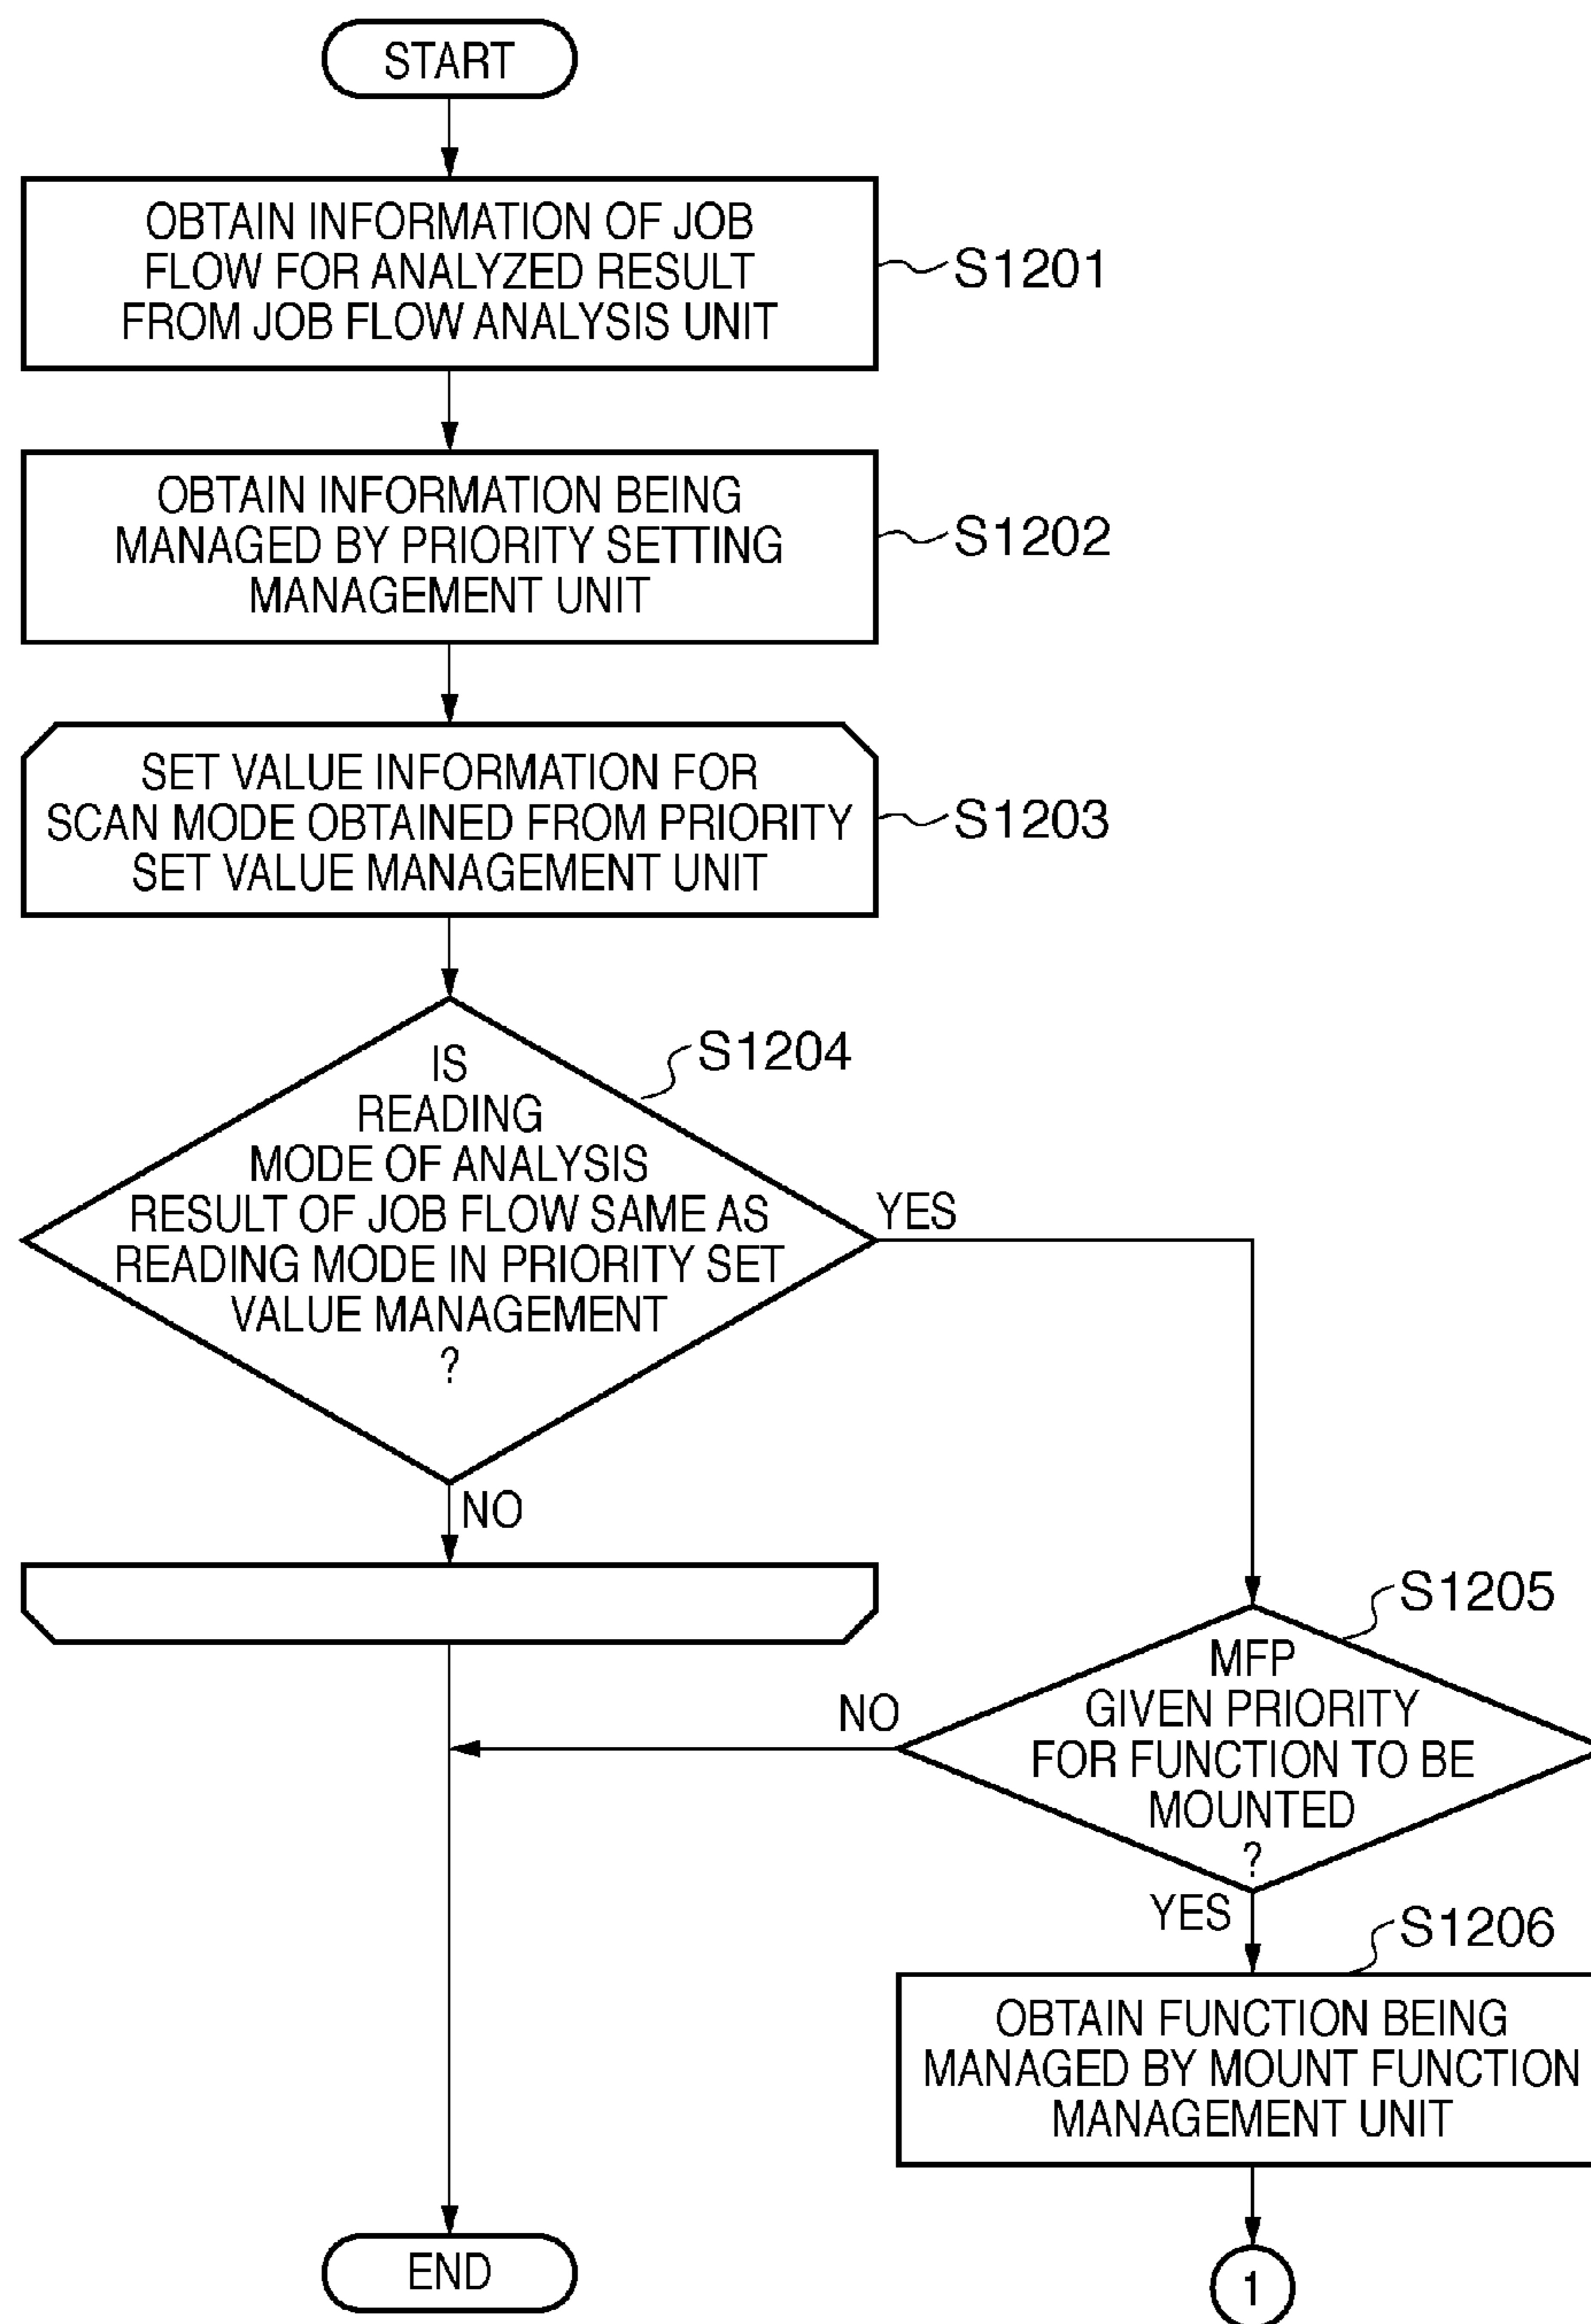 START
OBTAIN INFORMATION OF JOB
FLOW FOR ANALYZED RESULT
FROM JOB FLOW ANALYSIS UNIT
S1201
OBTAIN INFORMATION BEING
MANAGED BY PRIORITY SETTING
MANAGEMENT UNIT
S1202
SET VALUE INFORMATION FOR
SCAN MODE OBTAINED FROM PRIORITY
SET VALUE MANAGEMENT UNIT
S1203
IS
READING
MODE OF ANALYSIS
RESULT OF JOB FLOW SAME AS
READING MODE IN PRIORITY SET
VALUE MANAGEMENT
?
S1204
YES
NO
S1205
MFP
GIVEN PRIORITY
FOR FUNCTION TO BE
MOUNTED
?
NO
YES
S1206
OBTAIN FUNCTION BEING
MANAGED BY MOUNT FUNCTION
MANAGEMENT UNIT
END
1